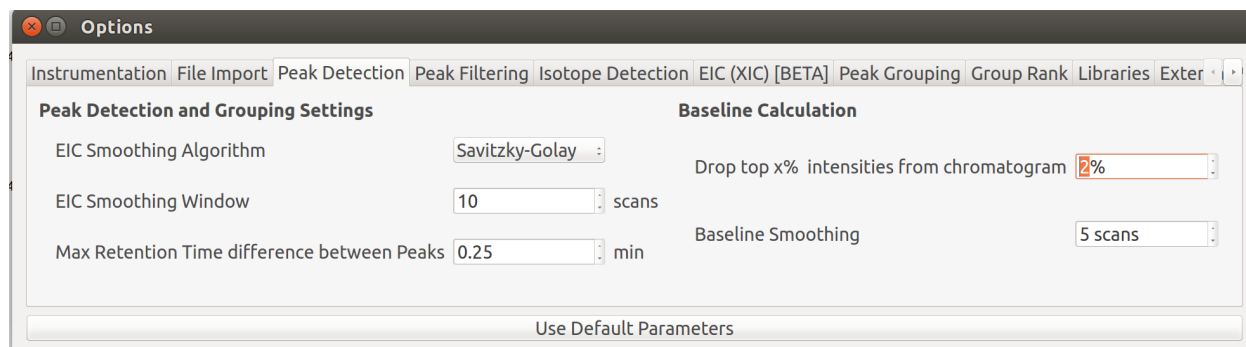 Options
Instrumentation File Import Peak Detection Peak Filtering Isotope Detection EIC (XIC) [BETA] Peak Grouping Group Rank Libraries
Peak Detection and Grouping Settings
EIC Smoothing Algorithm Savitzky-Golay
EIC Smoothing Window 10 scans
Max Retention Time difference between Peaks 0.25 min
Baseline Calculation
Drop top x% intensities from chromatogram 2%
Baseline Smoothing 5 scans
Use Default Parameters